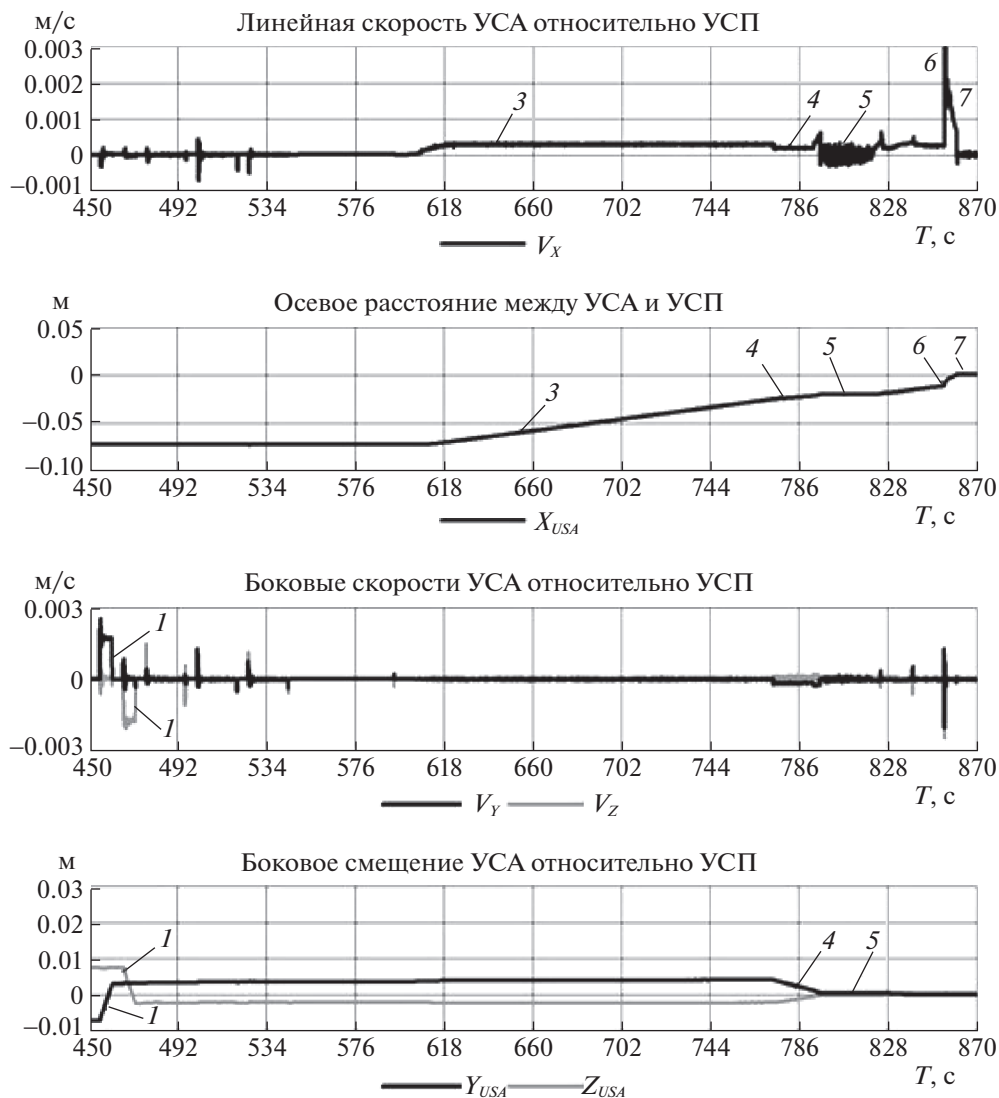 м/с
Линейная скорость УСА относительно УСП
0.003
0.002
0.001
0
–0.001
3
4
5
6
7
450 492 534 576 618 660 702 744 786 828 870
T, с
V_X
м
Осевое расстояние между УСА и УСП
0.05
0
–0.05
–0.10
3
4
5
6
7
450 492 534 576 618 660 702 744 786 828 870
T, с
X_USA
м/с
Боковые скорости УСА относительно УСП
0.003
0
–0.003
1
1
450 492 534 576 618 660 702 744 786 828 870
T, с
V_Y V_Z
м
Боковое смещение УСА относительно УСП
0.03
0.02
0.01
0
–0.01
1
1
4
5
450 492 534 576 618 660 702 744 786 828 870
T, с
Y_USA Z_USA